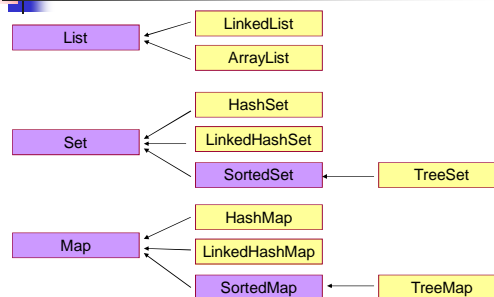 LinkedList
List
ArrayList
HashSet
Set
LinkedHashSet
SortedSet
TreeSet
HashMap
Map
LinkedHashMap
SortedMap
TreeMap